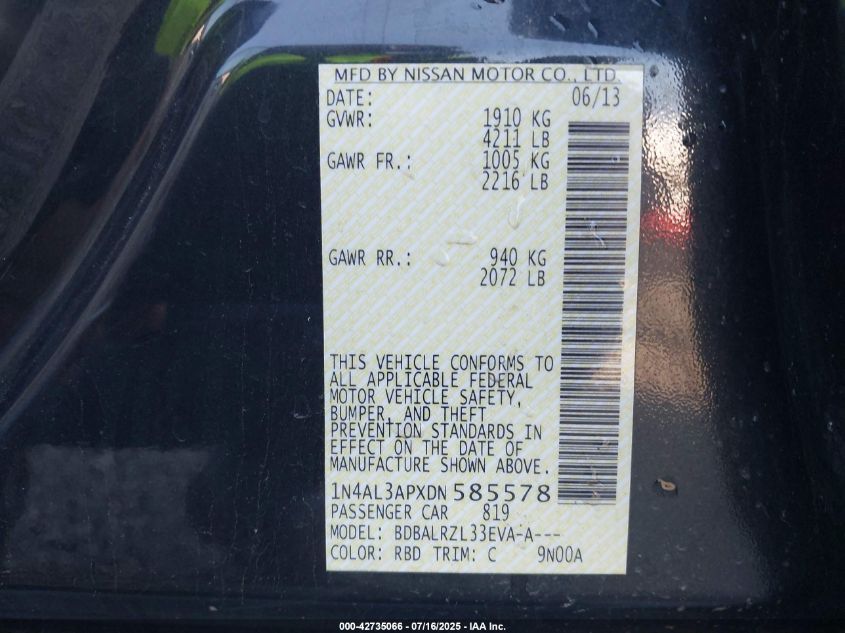 MFD BY NISSAN MOTOR CO., LTD.
DATE: 06/13
GVWR: 1910 KG
4211 LB
GAWR FR.: 1005 KG
2216 LB
GAWR RR.: 940 KG
2072 LB
THIS VEHICLE CONFORMS TO
ALL APPLICABLE FEDERAL
MOTOR VEHICLE SAFETY,
BUMPER, AND THEFT
PREVENTION STANDARDS IN
EFFECT ON THE DATE OF
MANUFACTURE SHOWN ABOVE.
1N4AL3APXDN 585578
PASSENGER CAR 819
MODEL: BDBALRZL33EVA-A---
COLOR: RBD TRIM: C 9N00A
000-42735066 - 07/16/2025 - IAA Inc.